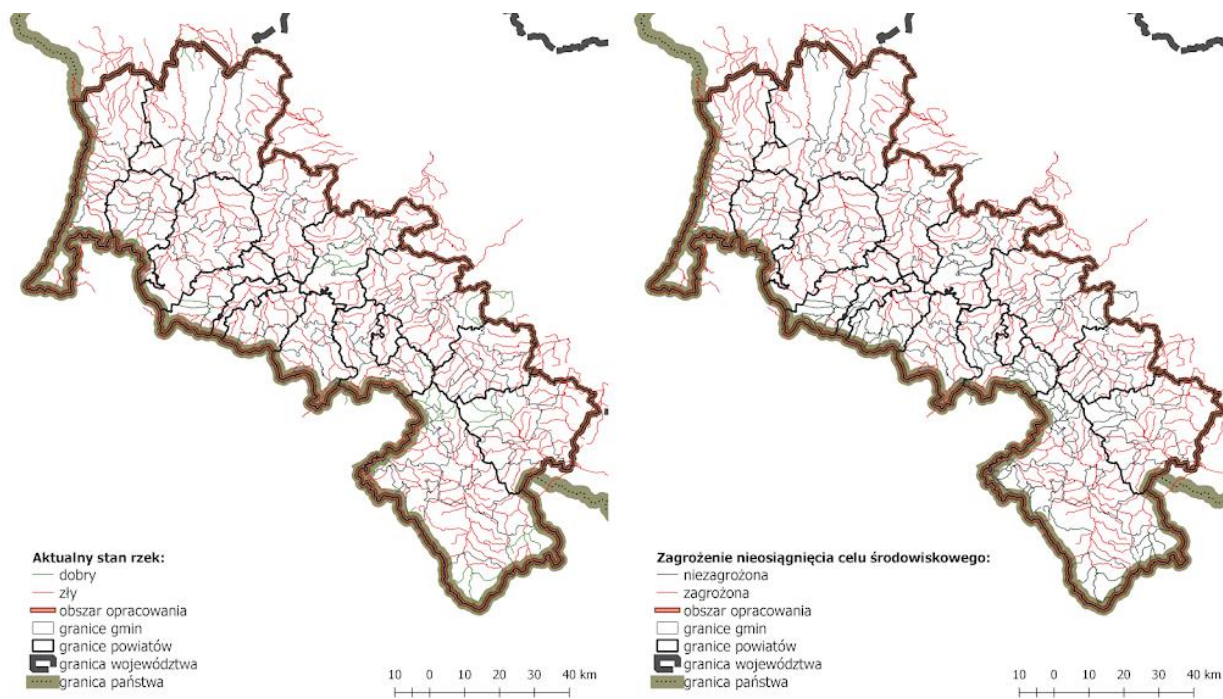 Aktualny stan rzek:
dobry
zły
obszar opracowania
granice gmin
granice powiatów
granica województwa
granica państwa
10 0 10 20 30 40 km
Zagrożenie nieosiągnięcia celu środowiskowego:
niezagrożona
zagrożona
obszar opracowania
granice gmin
granice powiatów
granica województwa
granica państwa
10 0 10 20 30 40 km